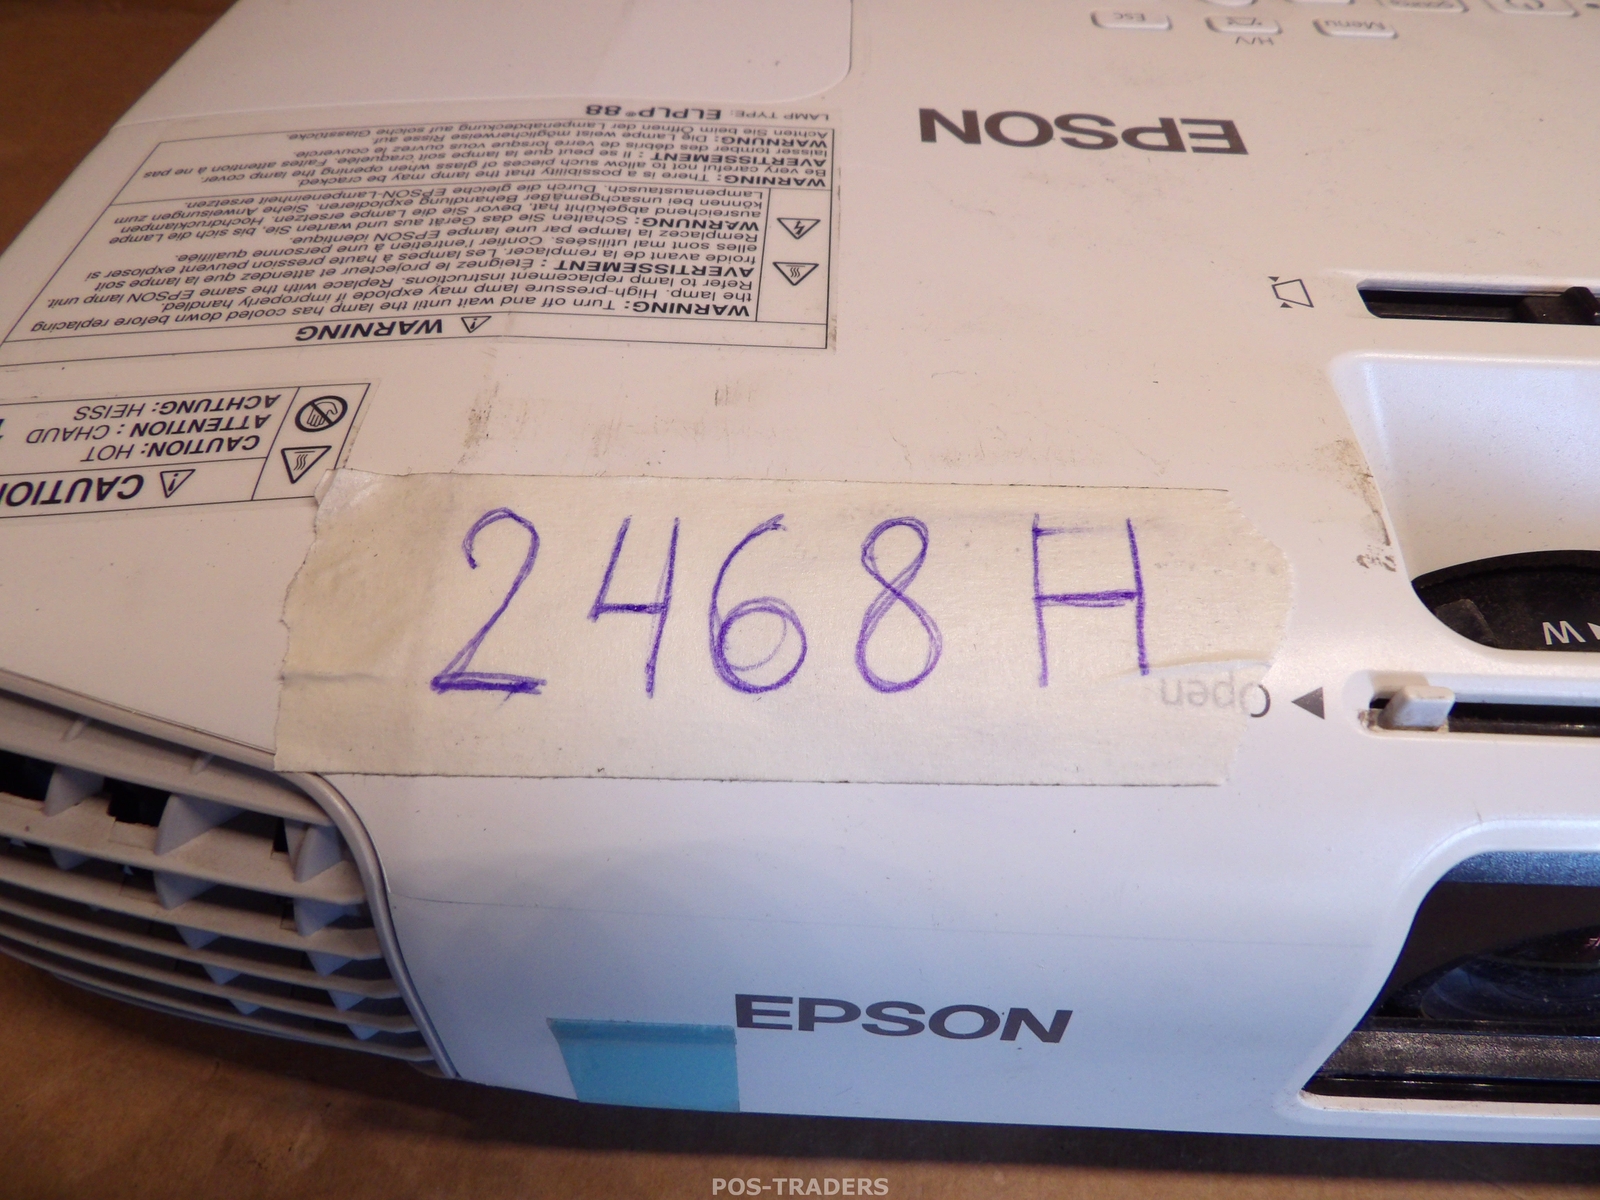 Esc
Menu
H/V
EPSON
LAMP TYPE: ELPLP®88
WARNING
WARNING: Turn off and wait until the lamp has cooled down before replacing
the lamp. High-pressure lamp may explode if improperly handled.
Refer to lamp replacement instructions. Replace with the same EPSON lamp unit.
AVERTISSEMENT : Éteignez le projecteur et attendez que la lampe soit
froide avant de la remplacer. Les lampes à haute pression peuvent exploser si
elles sont mal utilisées. Confier l'entretien à une personne qualifiée.
Remplacez la lampe par une lampe EPSON identique.
WARNUNG: Schalten Sie das Gerät aus und warten Sie, bis sich die Lampe
ausreichend abgekühlt hat, bevor Sie die Lampe ersetzen. Hochdrucklampen
können bei unsachgemäßer Behandlung explodieren. Siehe Anweisungen zum
Lampenaustausch. Durch die gleiche EPSON-Lampeneinheit ersetzen.
WARNING: There is a possibility that the lamp may be cracked.
Be very careful not to allow such pieces of glass when opening the lamp cover.
AVERTISSEMENT : Il se peut que la lampe soit craquelée. Faites attention à ne pas
laisser tomber des débris de verre lorsque vous ouvrez le couvercle.
WARNUNG: Die Lampe weist möglicherweise Risse auf.
Achten Sie beim Öffnen der Lampenabdeckung auf solche Glasstücke.
CAUTION
CAUTION: HOT
ATTENTION : CHAUD
ACHTUNG: HEISS
2468 H
W
Open
EPSON
POS-TRADERS